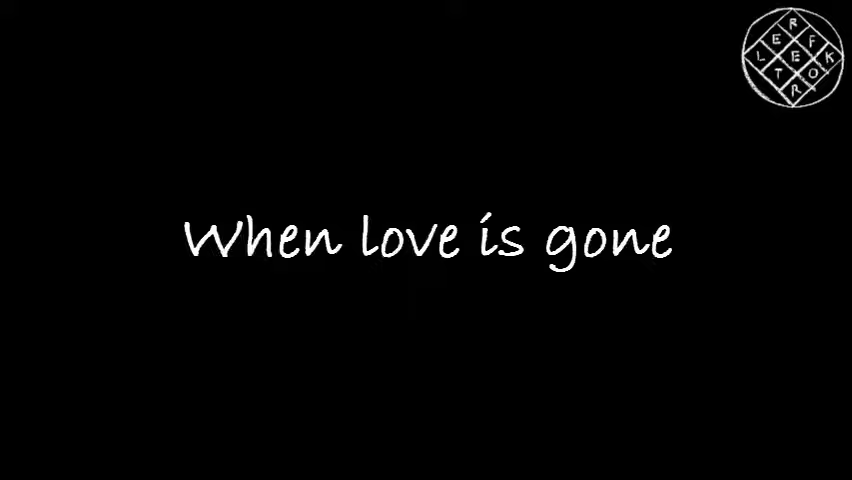 R
E F
L E K
T O
R
When love is gone